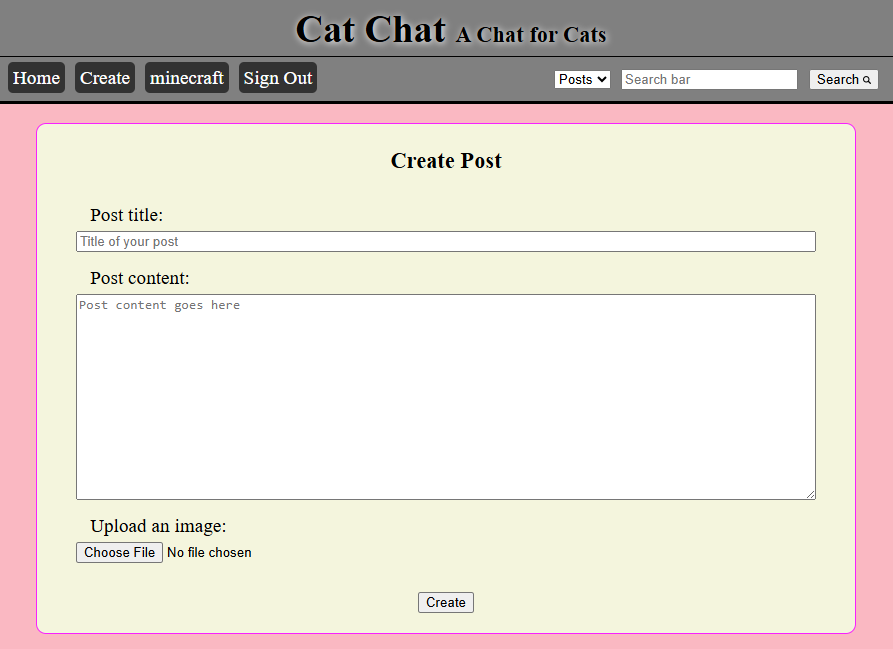 Cat Chat A Chat for Cats
Home Create minecraft Sign Out Posts Search bar Search
Create Post
Post title:
Title of your post
Post content:
Post content goes here
Upload an image:
Choose File No file chosen
Create